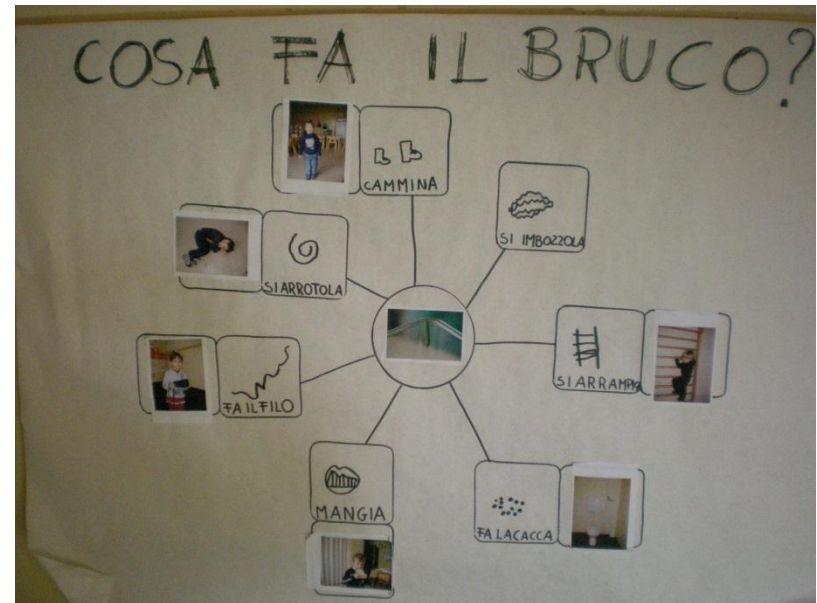 COSA FA IL BRUCO?
CAMMINA
SI IMBOZZOLA
SI ARROTOLA
SI ARRAMPICA
FA IL FILO
MANGIA
FA LA CACCA